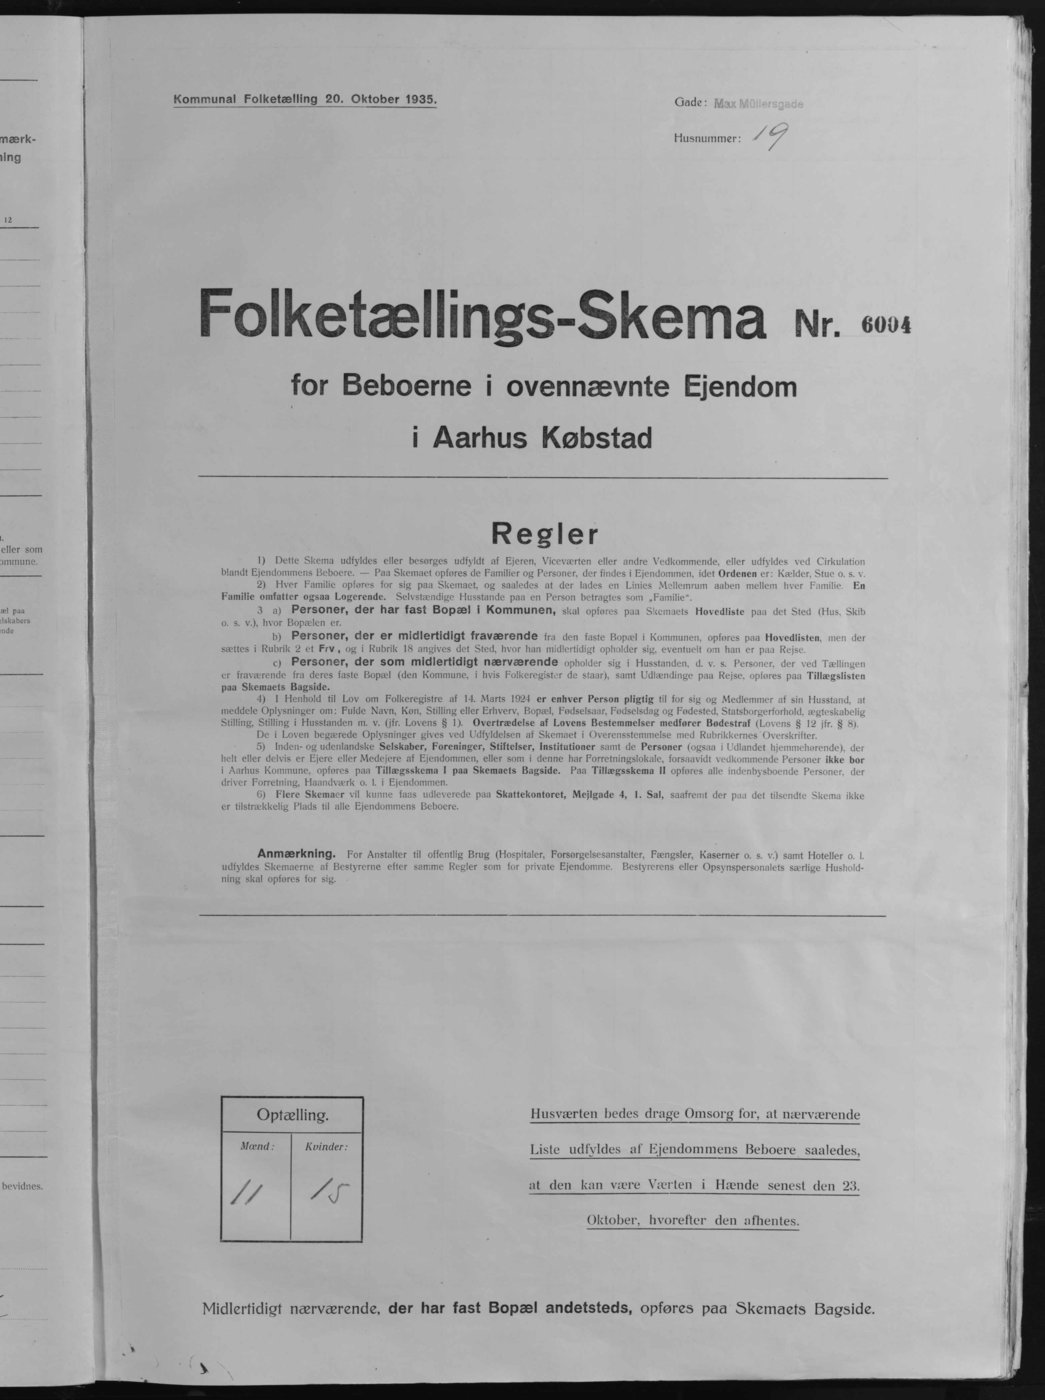 Kommunal Folketælling 20. Oktober 1935.
Gade: Max Müllersgade
Husnummer: 19
Folketællings-Skema Nr. 6004
for Beboerne i ovennævnte Ejendom
i Aarhus Købstad
Regler
1) Dette Skema udfyldes eller besørges udfyldt af Ejeren, Viceværten eller andre Vedkommende, eller udfyldes ved Cirkulation
blandt Ejendommens Beboere. — Paa Skemaet opføres de Familier og Personer, der findes i Ejendommen, idet Ordenen er: Kælder, Stue o. s. v.
2) Hver Familie opføres for sig paa Skemaet, og saaledes at der lades en Linies Mellemrum aaben mellem hver Familie. En
Familie omfatter ogsaa Logerende. Selvstændige Husstande paa en Person betragtes som „Familie".
3 a) Personer, der har fast Bopæl i Kommunen, skal opføres paa Skemaets Hovedliste paa det Sted (Hus, Skib
o. s. v.), hvor Bopælen er.
b) Personer, der er midlertidigt fraværende fra den faste Bopæl i Kommunen, opføres paa Hovedlisten, men der
sættes i Rubrik 2 et Frv., og i Rubrik 18 angives det Sted, hvor han midlertidigt opholder sig, eventuelt om han er paa Rejse.
c) Personer, der som midlertidigt nærværende opholder sig i Husstanden, d. v. s. Personer, der ved Tællingen
er fraværende fra deres faste Bopæl (den Kommune, i hvis Folkeregister de staar), samt Udlændinge paa Rejse, opføres paa Tillægslisten
paa Skemaets Bagside.
4) I Henhold til Lov om Folkeregistre af 14. Marts 1924 er enhver Person pligtig til for sig og Medlemmer af sin Husstand, at
meddele Oplysninger om: Fulde Navn, Køn, Stilling eller Erhverv, Bopæl, Fødselsaar, Fødselsdag og Fødested, Statsborgerforhold, ægteskabelig
Stilling, Stilling i Husstanden m. v. (jfr. Lovens § 1). Overtrædelse af Lovens Bestemmelser medfører Bødestraf (Lovens § 12 jfr. § 8).
De i Loven begærede Oplysninger gives ved Udfyldelsen af Skemaet i Overensstemmelse med Rubrikkernes Overskrifter.
5) Inden- og udenlandske Selskaber, Foreninger, Stiftelser, Institutioner samt de Personer (ogsaa i Udlandet hjemmehørende), der
helt eller delvis er Ejere eller Medejere af Ejendommen, eller som i denne har Forretningslokale, forsaavidt vedkommende Personer ikke bor
i Aarhus Kommune, opføres paa Tillægsskema I paa Skemaets Bagside. Paa Tillægsskema II opføres alle indenbysboende Personer, der
driver Forretning, Haandværk o. l. i Ejendommen.
6) Flere Skemaer vil kunne faas udleverede paa Skattekontoret, Mejlgade 4, 1. Sal, saafremt der paa det tilsendte Skema ikke
er tilstrækkelig Plads til alle Ejendommens Beboere.
Anmærkning. For Anstalter til offentlig Brug (Hospitaler, Forsørgelsesanstalter, Fængsler, Kaserner o. s. v.) samt Hoteller o. l.
udfyldes Skemaerne af Bestyrerne efter samme Regler som for private Ejendomme. Bestyrerens eller Opsynspersonalets særlige Hushold-
ning skal opføres for sig.
Optælling.
Mænd: Kvinder:
11 15
Husværten bedes drage Omsorg for, at nærværende
Liste udfyldes af Ejendommens Beboere saaledes,
at den kan være Værten i Hænde senest den 23.
Oktober, hvorefter den afhentes.
Midlertidigt nærværende, der har fast Bopæl andetsteds, opføres paa Skemaets Bagside.
mærk-
ning
12
eller som
ommune.
æl paa
elskabers
ende
bevidnes.